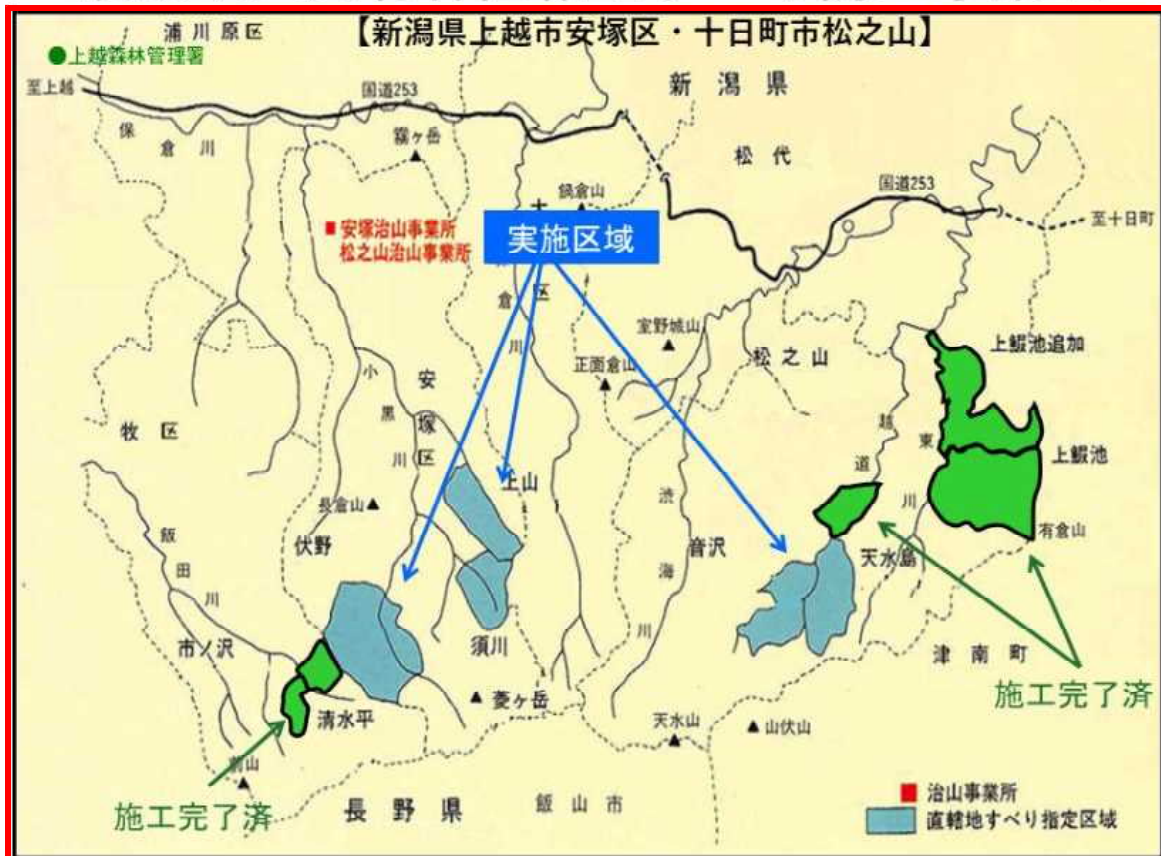 【新潟県上越市安塚区・十日町市松之山】
浦川原区
●上越森林管理署
至上越
国道253
新潟県
保倉川
霧ヶ岳
松代
鍋倉山
国道253
至十日町
■安塚治山事業所
松之山治山事業所
実施区域
倉川
区
室野城山
松之山
上鰕池追加
正面倉山
小黒川
安塚区
牧区
越道川
東川
上鰕池
上山
長倉山
渋海川
有倉山
伏野
音沢
天水島
飯田川
市ノ沢
須川
津南町
菱ヶ岳
施工完了済
清水平
天水山
山伏山
前山
施工完了済
長野県
飯山市
■治山事業所
直轄地すべり指定区域